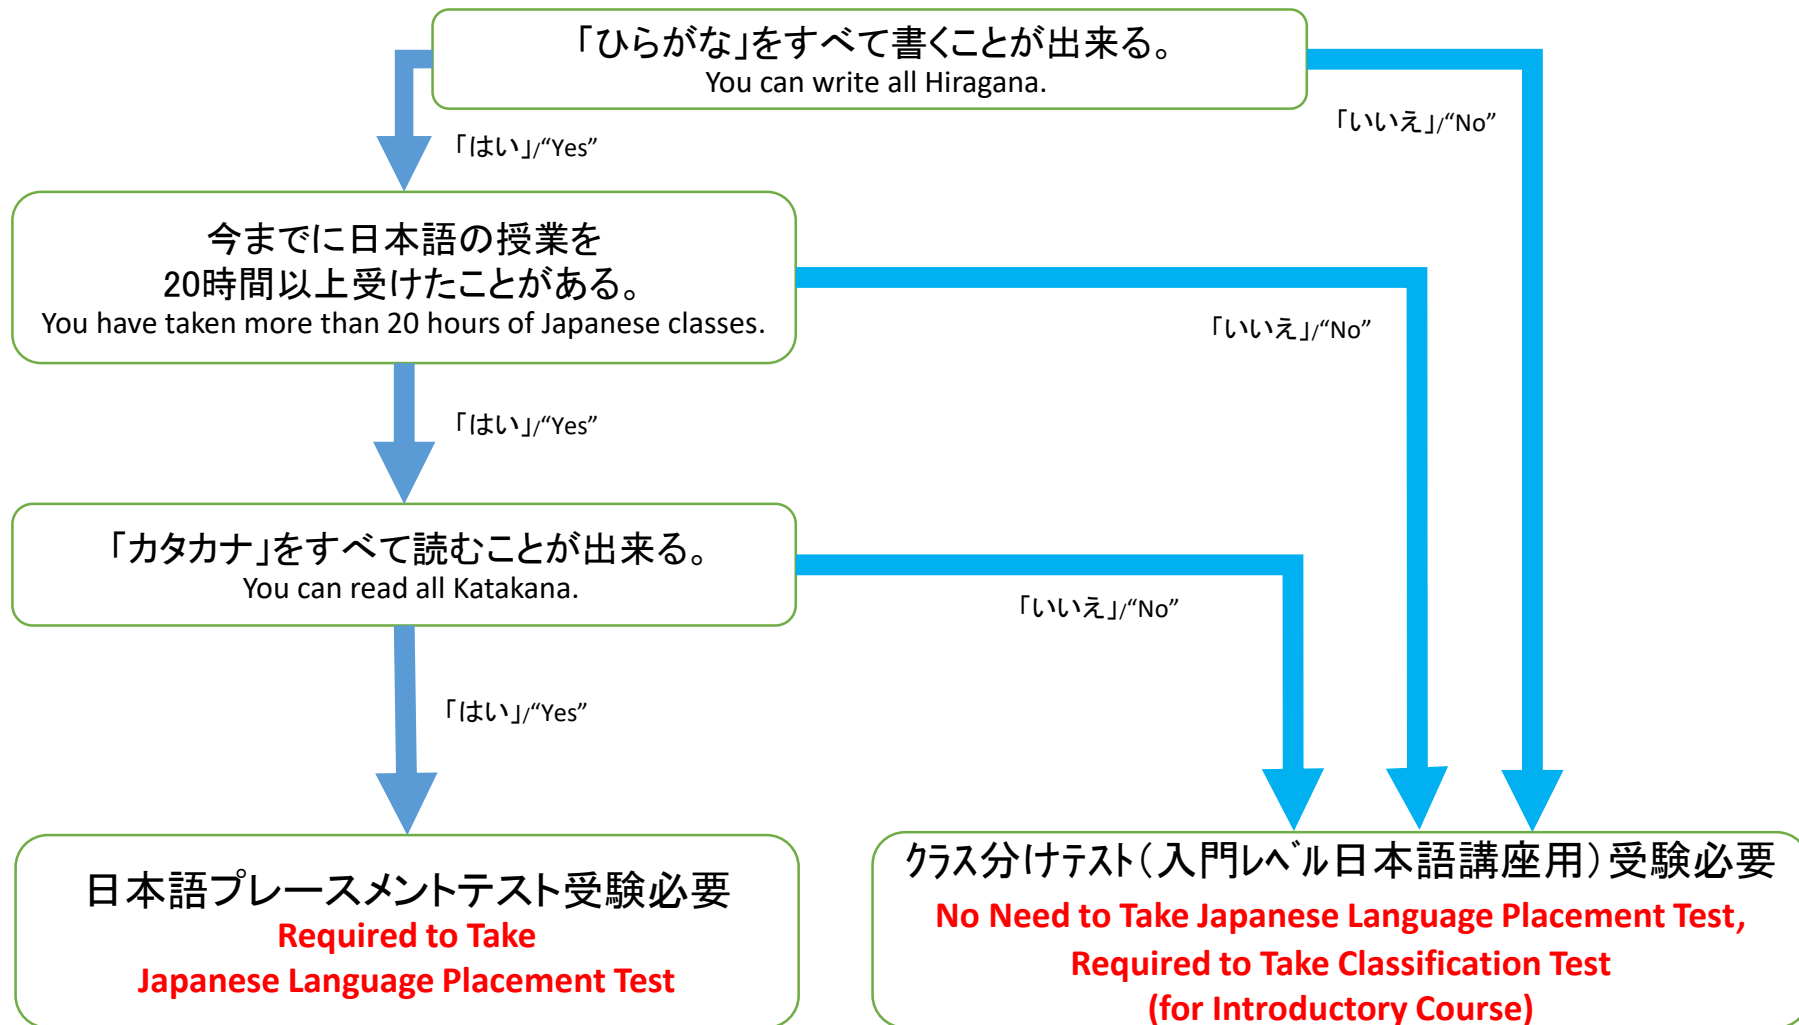 「ひらがな」をすべて書くことが出来る。
You can write all Hiragana.
「はい」/“Yes”
「いいえ」/“No”
今までに日本語の授業を
20時間以上受けたことがある。
You have taken more than 20 hours of Japanese classes.
「いいえ」/“No”
「はい」/“Yes”
「カタカナ」をすべて読むことが出来る。
You can read all Katakana.
「いいえ」/“No”
「はい」/“Yes”
日本語プレースメントテスト受験必要
Required to Take
Japanese Language Placement Test
クラス分けテスト（入門レベル日本語講座用）受験必要
No Need to Take Japanese Language Placement Test,
Required to Take Classification Test
(for Introductory Course)